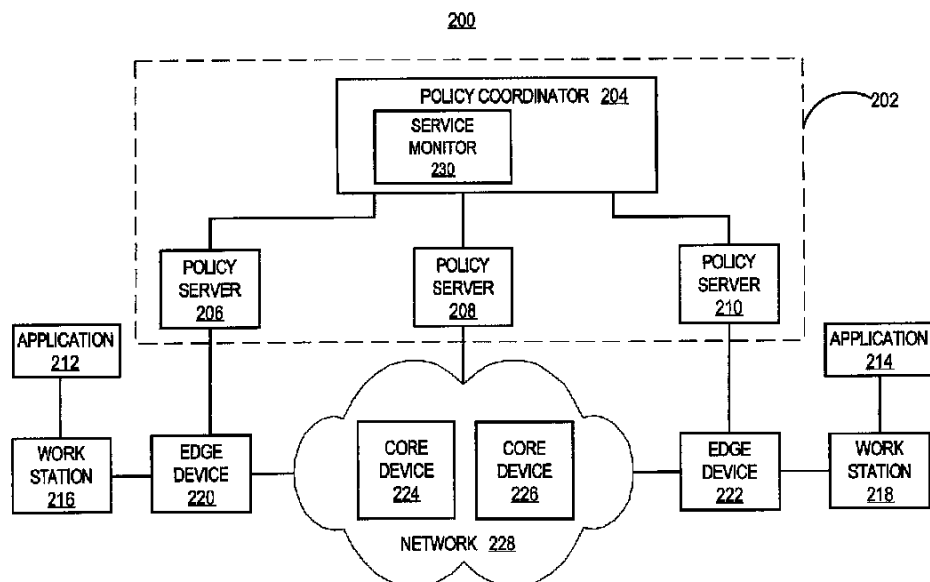 200
POLICY COORDINATOR 204
202
SERVICE
MONITOR
230
POLICY
SERVER
206
POLICY
SERVER
208
POLICY
SERVER
210
APPLICATION
212
APPLICATION
214
WORK
STATION
216
EDGE
DEVICE
220
CORE
DEVICE
224
CORE
DEVICE
226
EDGE
DEVICE
222
WORK
STATION
218
NETWORK 228